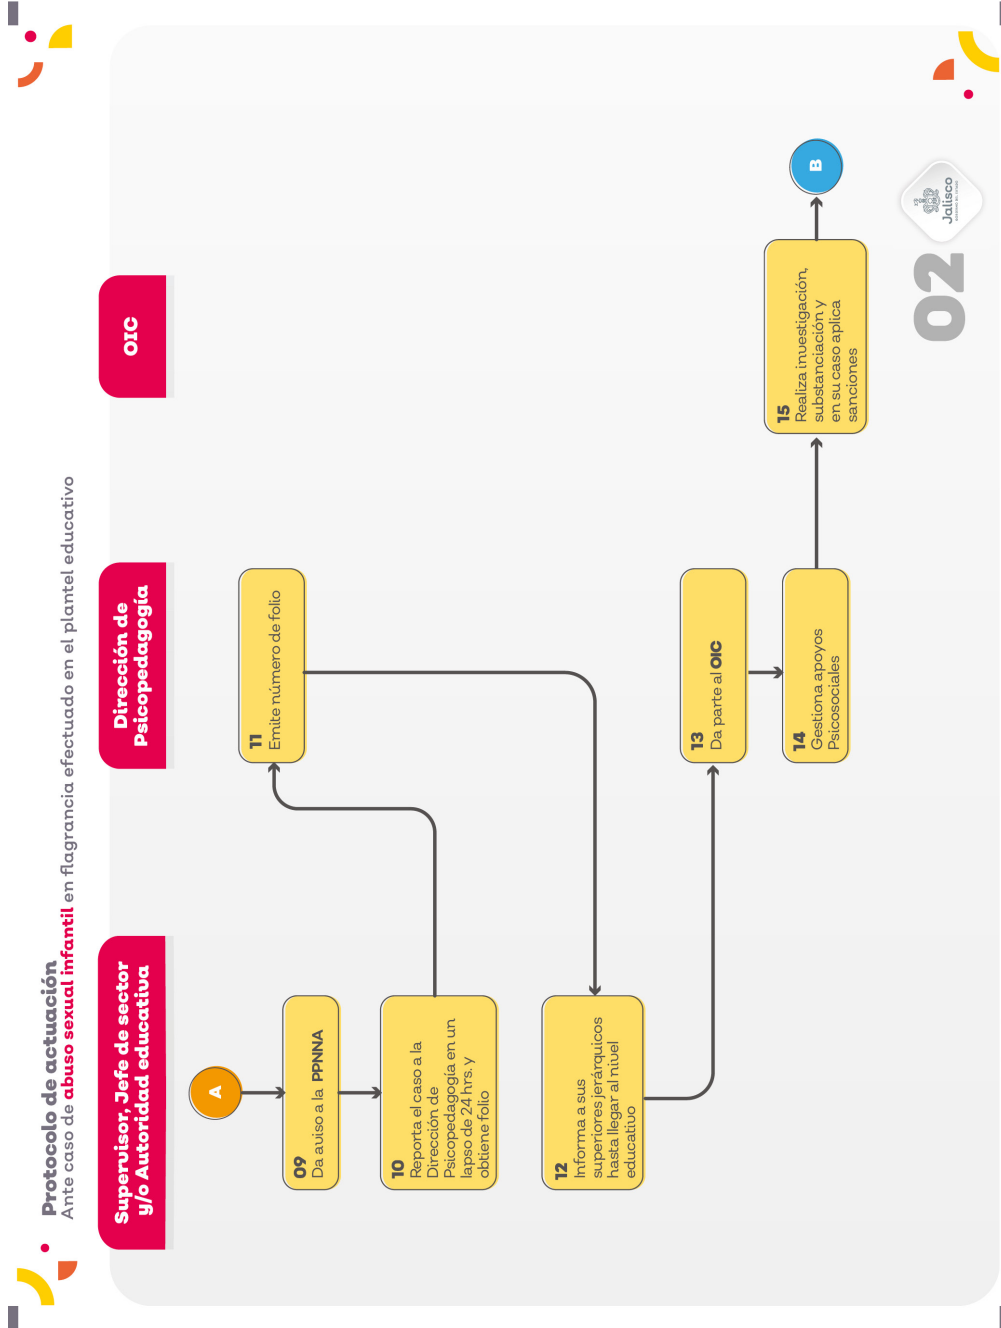 Protocolo de actuación
Ante caso de abuso sexual infantil en flagrancia efectuado en el plantel educativo
Supervisor, Jefe de sector
y/o Autoridad educativa
Dirección de
Psicopedagogía
OIC
A
09
Da aviso a la PPNNA
10
Reporta el caso a la
Dirección de
Psicopedagogía en un
lapso de 24 hrs. y
obtiene folio
11
Emite número de folio
12
Informa a sus
superiores jerárquicos
hasta llegar al nivel
educativo
13
Da parte al OIC
14
Gestiona apoyos
Psicosociales
15
Realiza investigación,
substanciación y
en su caso aplica
sanciones
B
02
Jalisco